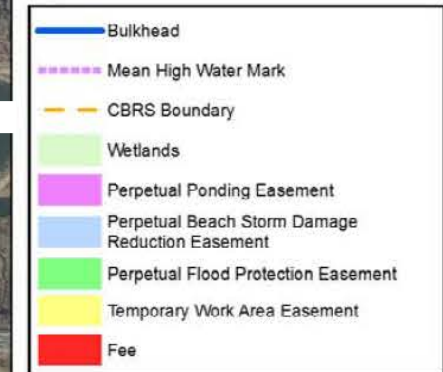 Bulkhead
Mean High Water Mark
CBRS Boundary
Wetlands
Perpetual Ponding Easement
Perpetual Beach Storm Damage
Reduction Easement
Perpetual Flood Protection Easement
Temporary Work Area Easement
Fee